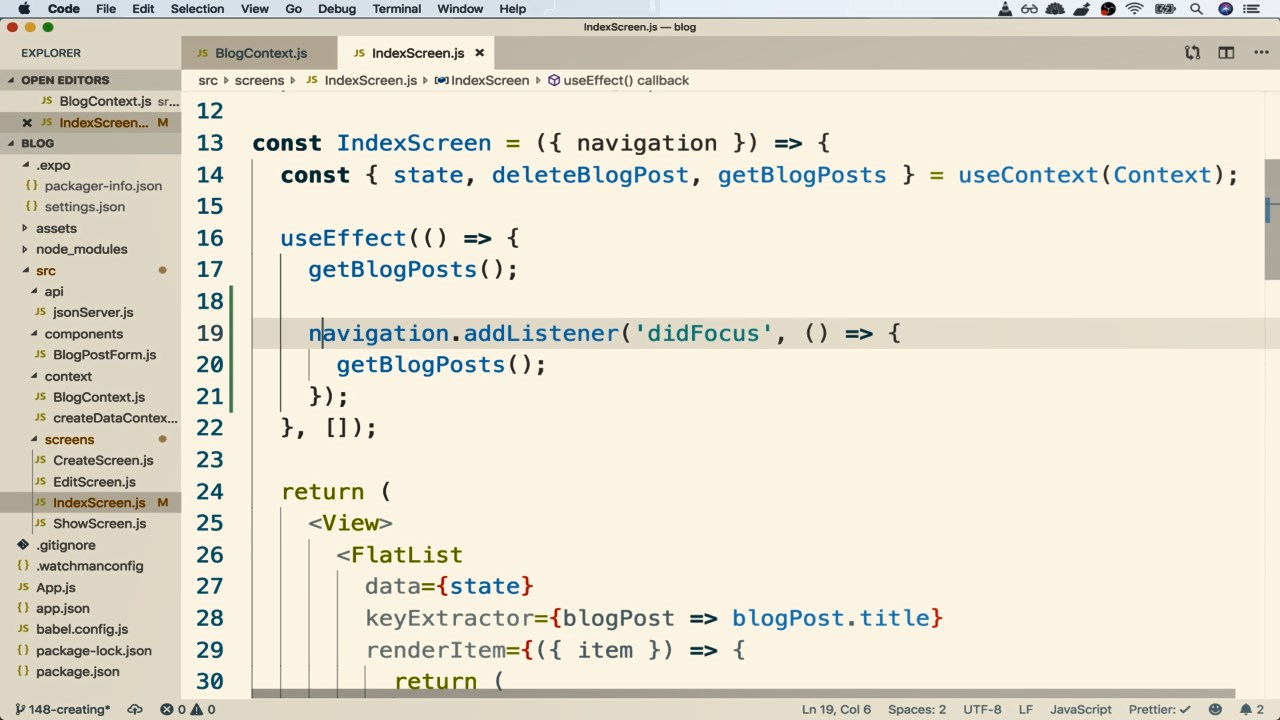 Code File Edit Selection View Go Debug Terminal Window Help
IndexScreen.js — blog
EXPLORER
OPEN EDITORS
JS BlogContext.js sr...
× JS IndexScreen... M
BLOG
.expo
{} packager-info.json
{} settings.json
assets
node_modules
src
api
JS jsonServer.js
components
JS BlogPostForm.js
context
JS BlogContext.js
JS createDataContex...
screens
JS CreateScreen.js
JS EditScreen.js
JS IndexScreen.js M
JS ShowScreen.js
.gitignore
{} .watchmanconfig
JS App.js
{} app.json
JS babel.config.js
{} package-lock.json
{} package.json
JS BlogContext.js JS IndexScreen.js ×
src screens JS IndexScreen.js IndexScreen useEffect() callback
12
13 const IndexScreen = ({ navigation }) => {
14 const { state, deleteBlogPost, getBlogPosts } = useContext(Context);
15
16 useEffect(() => {
17 getBlogPosts();
18
19 navigation.addListener('didFocus', () => {
20 getBlogPosts();
21 });
22 }, []);
23
24 return (
25 <View>
26 <FlatList
27 data={state}
28 keyExtractor={blogPost => blogPost.title}
29 renderItem={({ item }) => {
30 return (
148-creating* 0 0 Ln 19, Col 6 Spaces: 2 UTF-8 LF JavaScript Prettier: ✓ 2